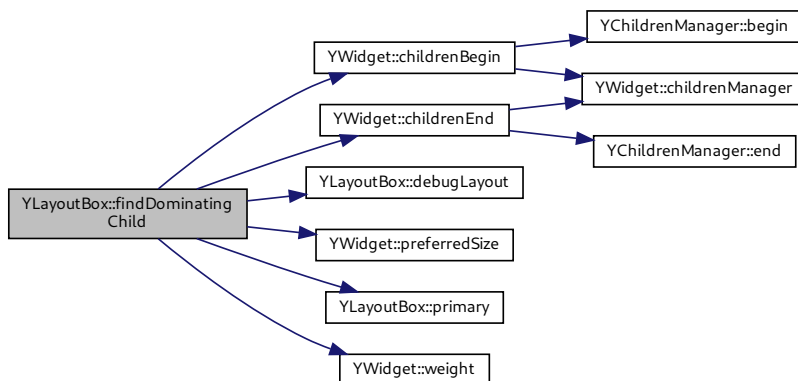 YChildrenManager::begin
YWidget::childrenBegin
YWidget::childrenManager
YWidget::childrenEnd
YChildrenManager::end
YLayoutBox::debugLayout
YLayoutBox::findDominating
Child
YWidget::preferredSize
YLayoutBox::primary
YWidget::weight